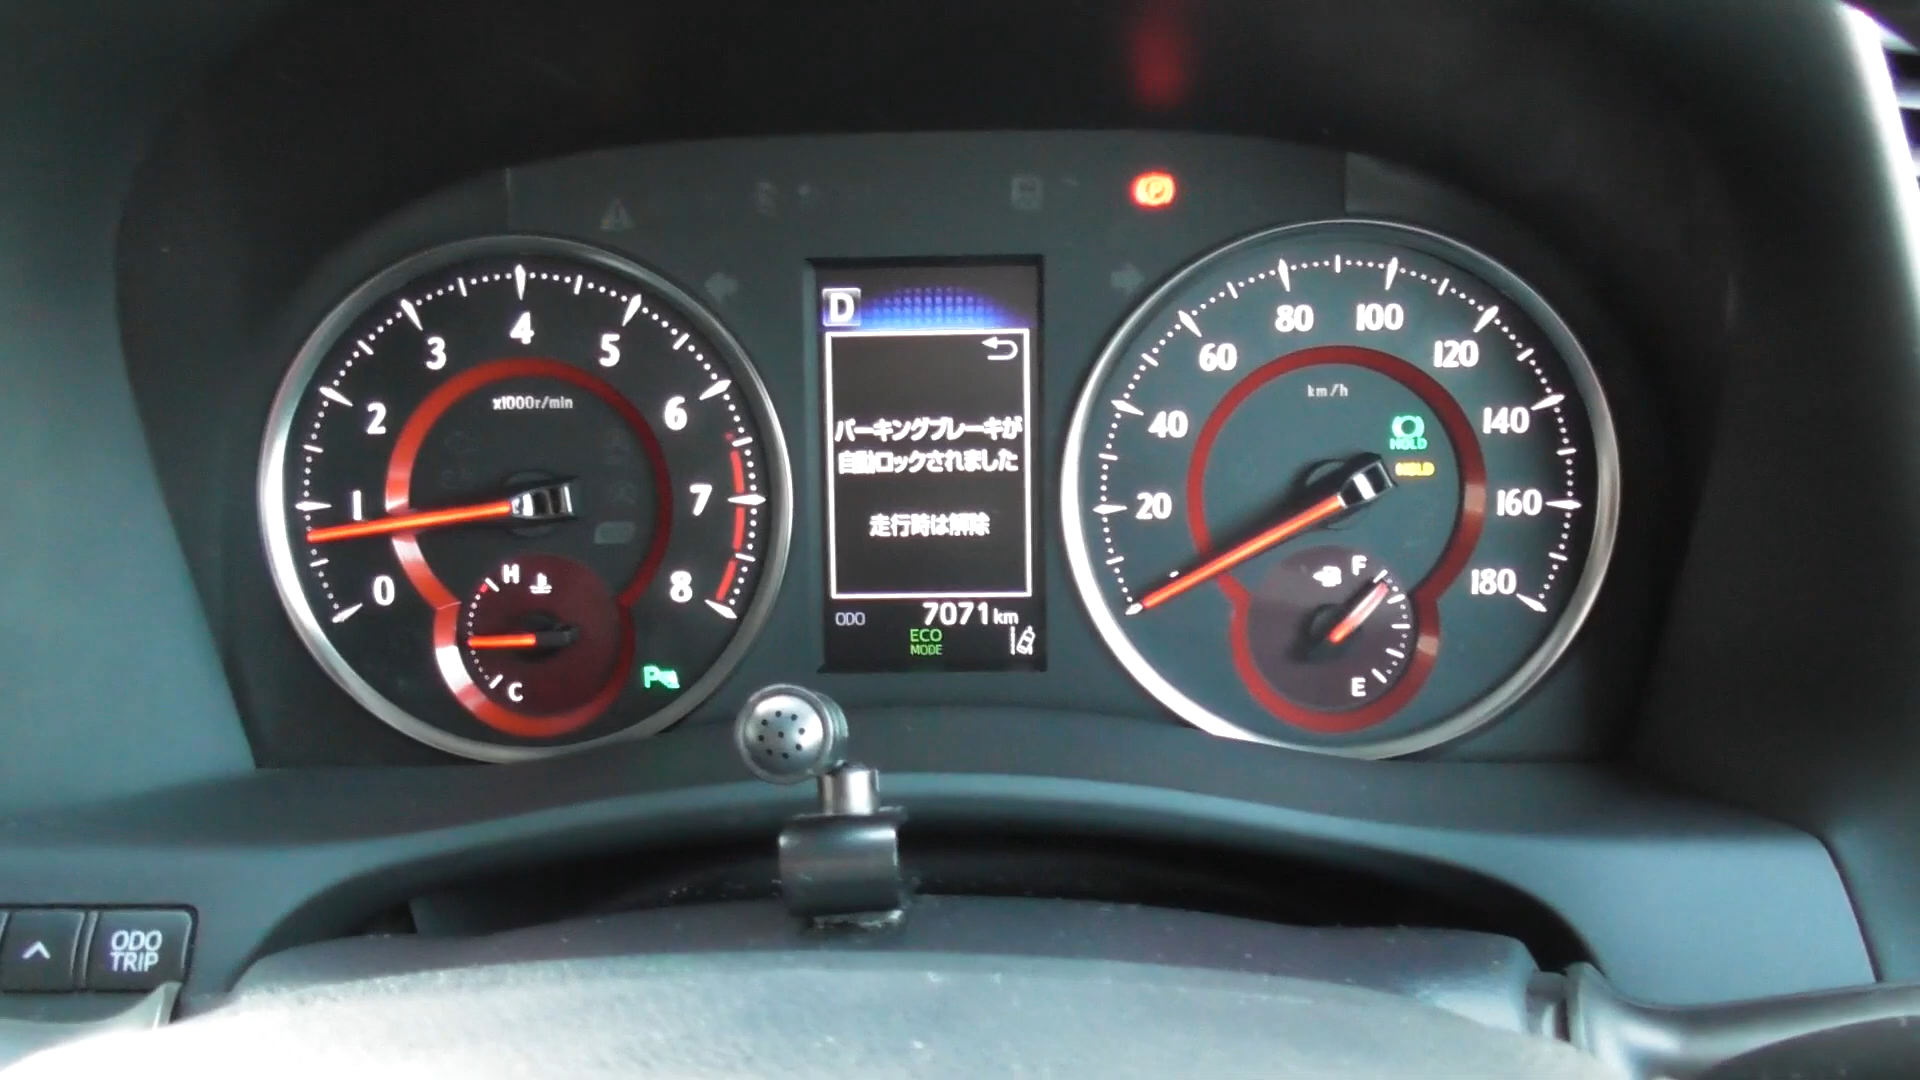 D
パーキングブレーキが
自動ロックされました
走行時は解除
ODO 7071km
ECO
MODE
0 1 2 3 4 5 6 7 8
x1000r/min
H
C
P
20 40 60 80 100 120 140 160 180
km/h
HOLD
HOLD
F
E
ODO
TRIP